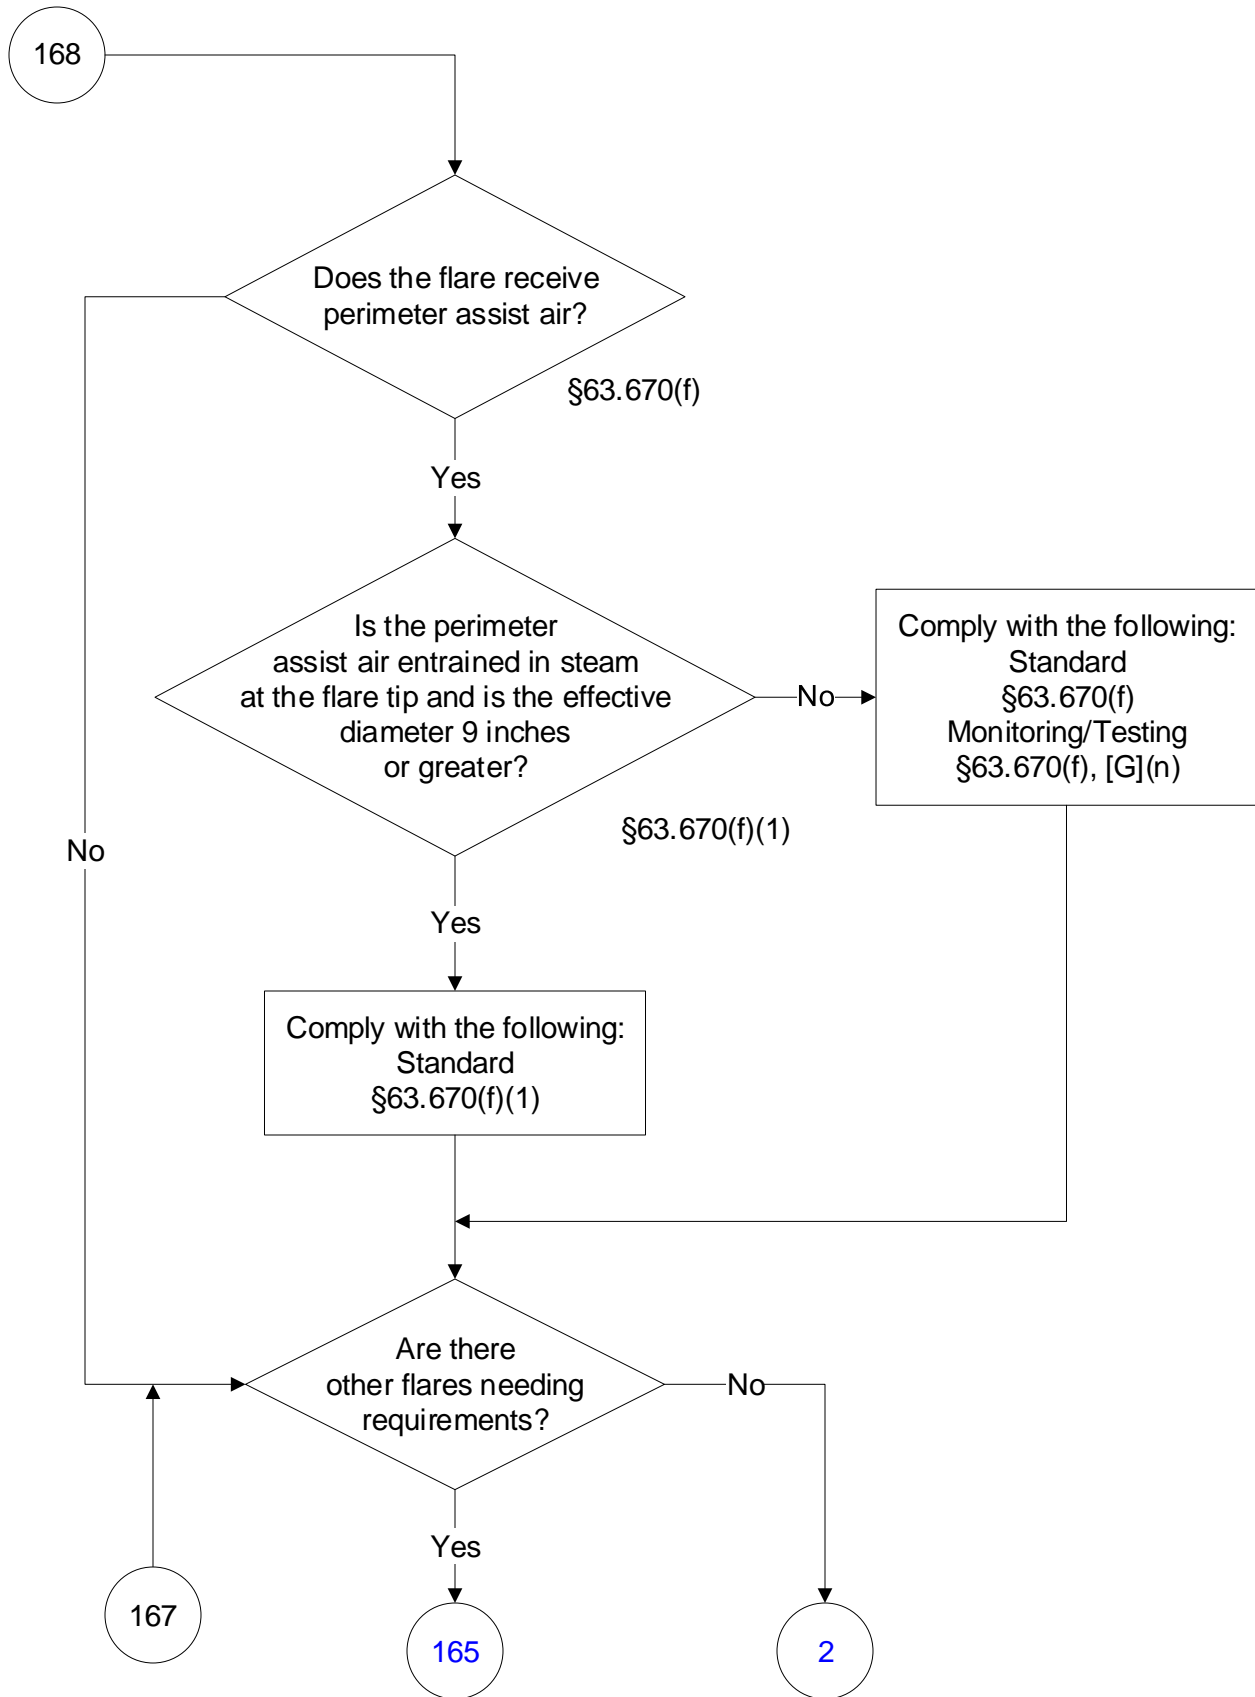 168
Does the flare receive
perimeter assist air?
§63.670(f)
Yes
Is the perimeter
assist air entrained in steam
at the flare tip and is the effective
diameter 9 inches
or greater?
No
Comply with the following:
Standard
§63.670(f)
Monitoring/Testing
§63.670(f), [G](n)
§63.670(f)(1)
No
Yes
Comply with the following:
Standard
§63.670(f)(1)
Are there
other flares needing
requirements?
No
Yes
167
165
2